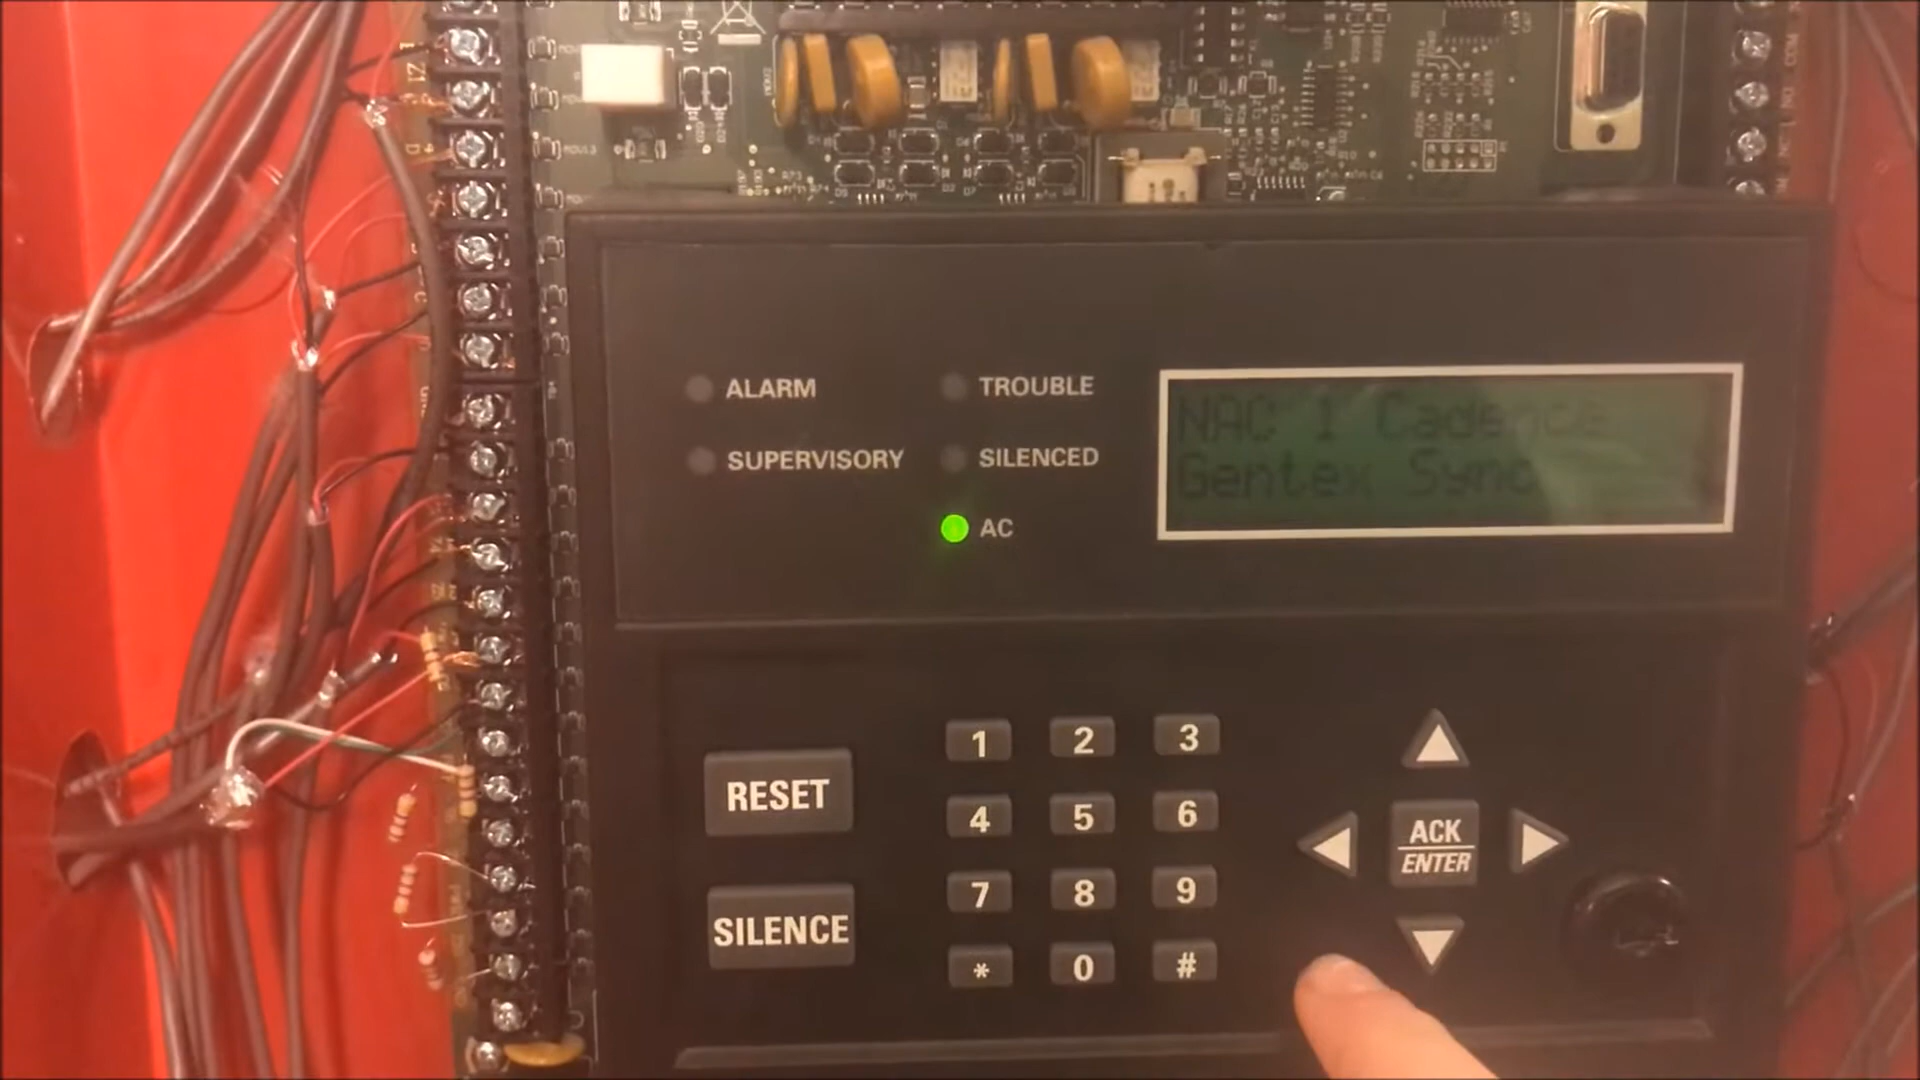 ALARM
TROUBLE
SUPERVISORY
SILENCED
AC
NAC 1 Cadence
Gentex Sync
RESET
SILENCE
1 2 3
4 5 6
7 8 9
* 0 #
ACK
ENTER